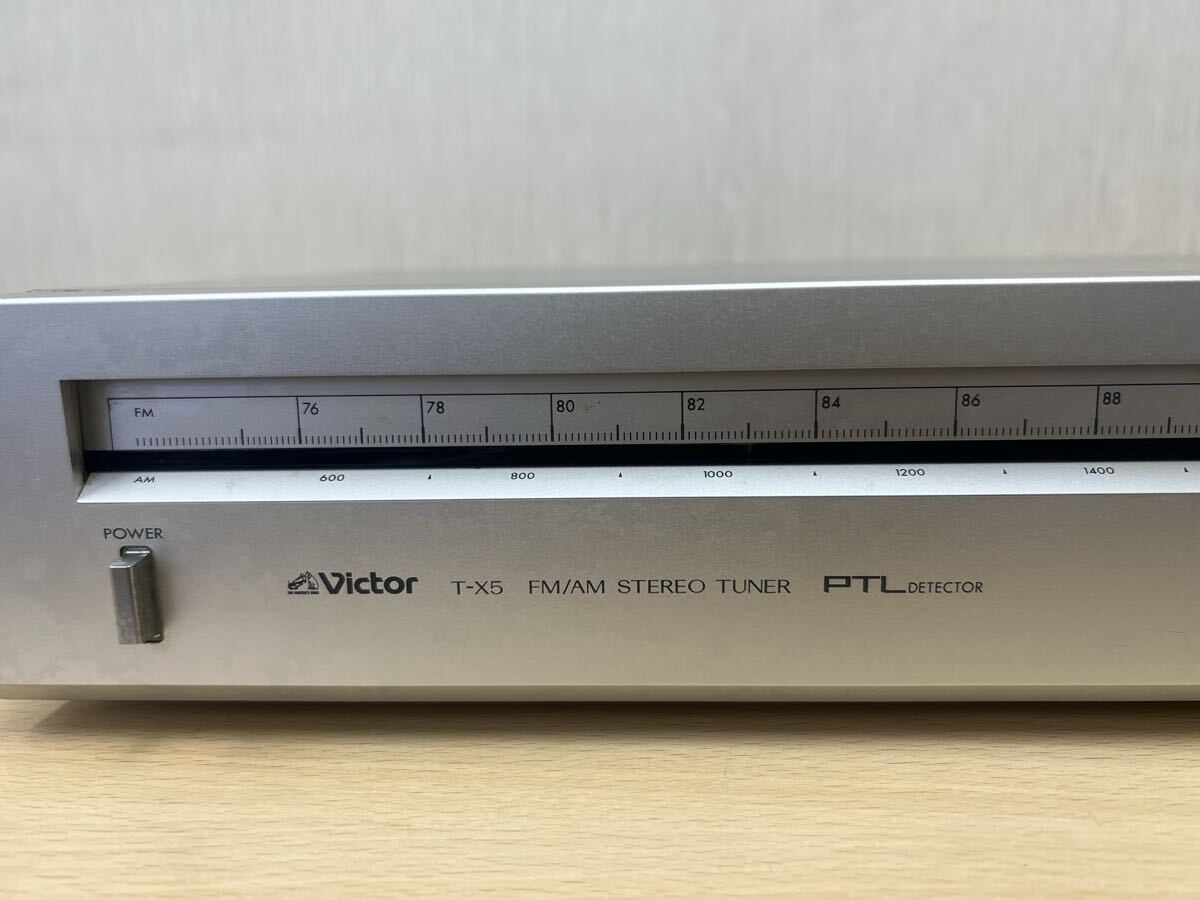 FM 76 78 80 82 84 86 88
AM 600 800 1000 1200 1400
POWER
Victor T-X5 FM/AM STEREO TUNER PTL DETECTOR